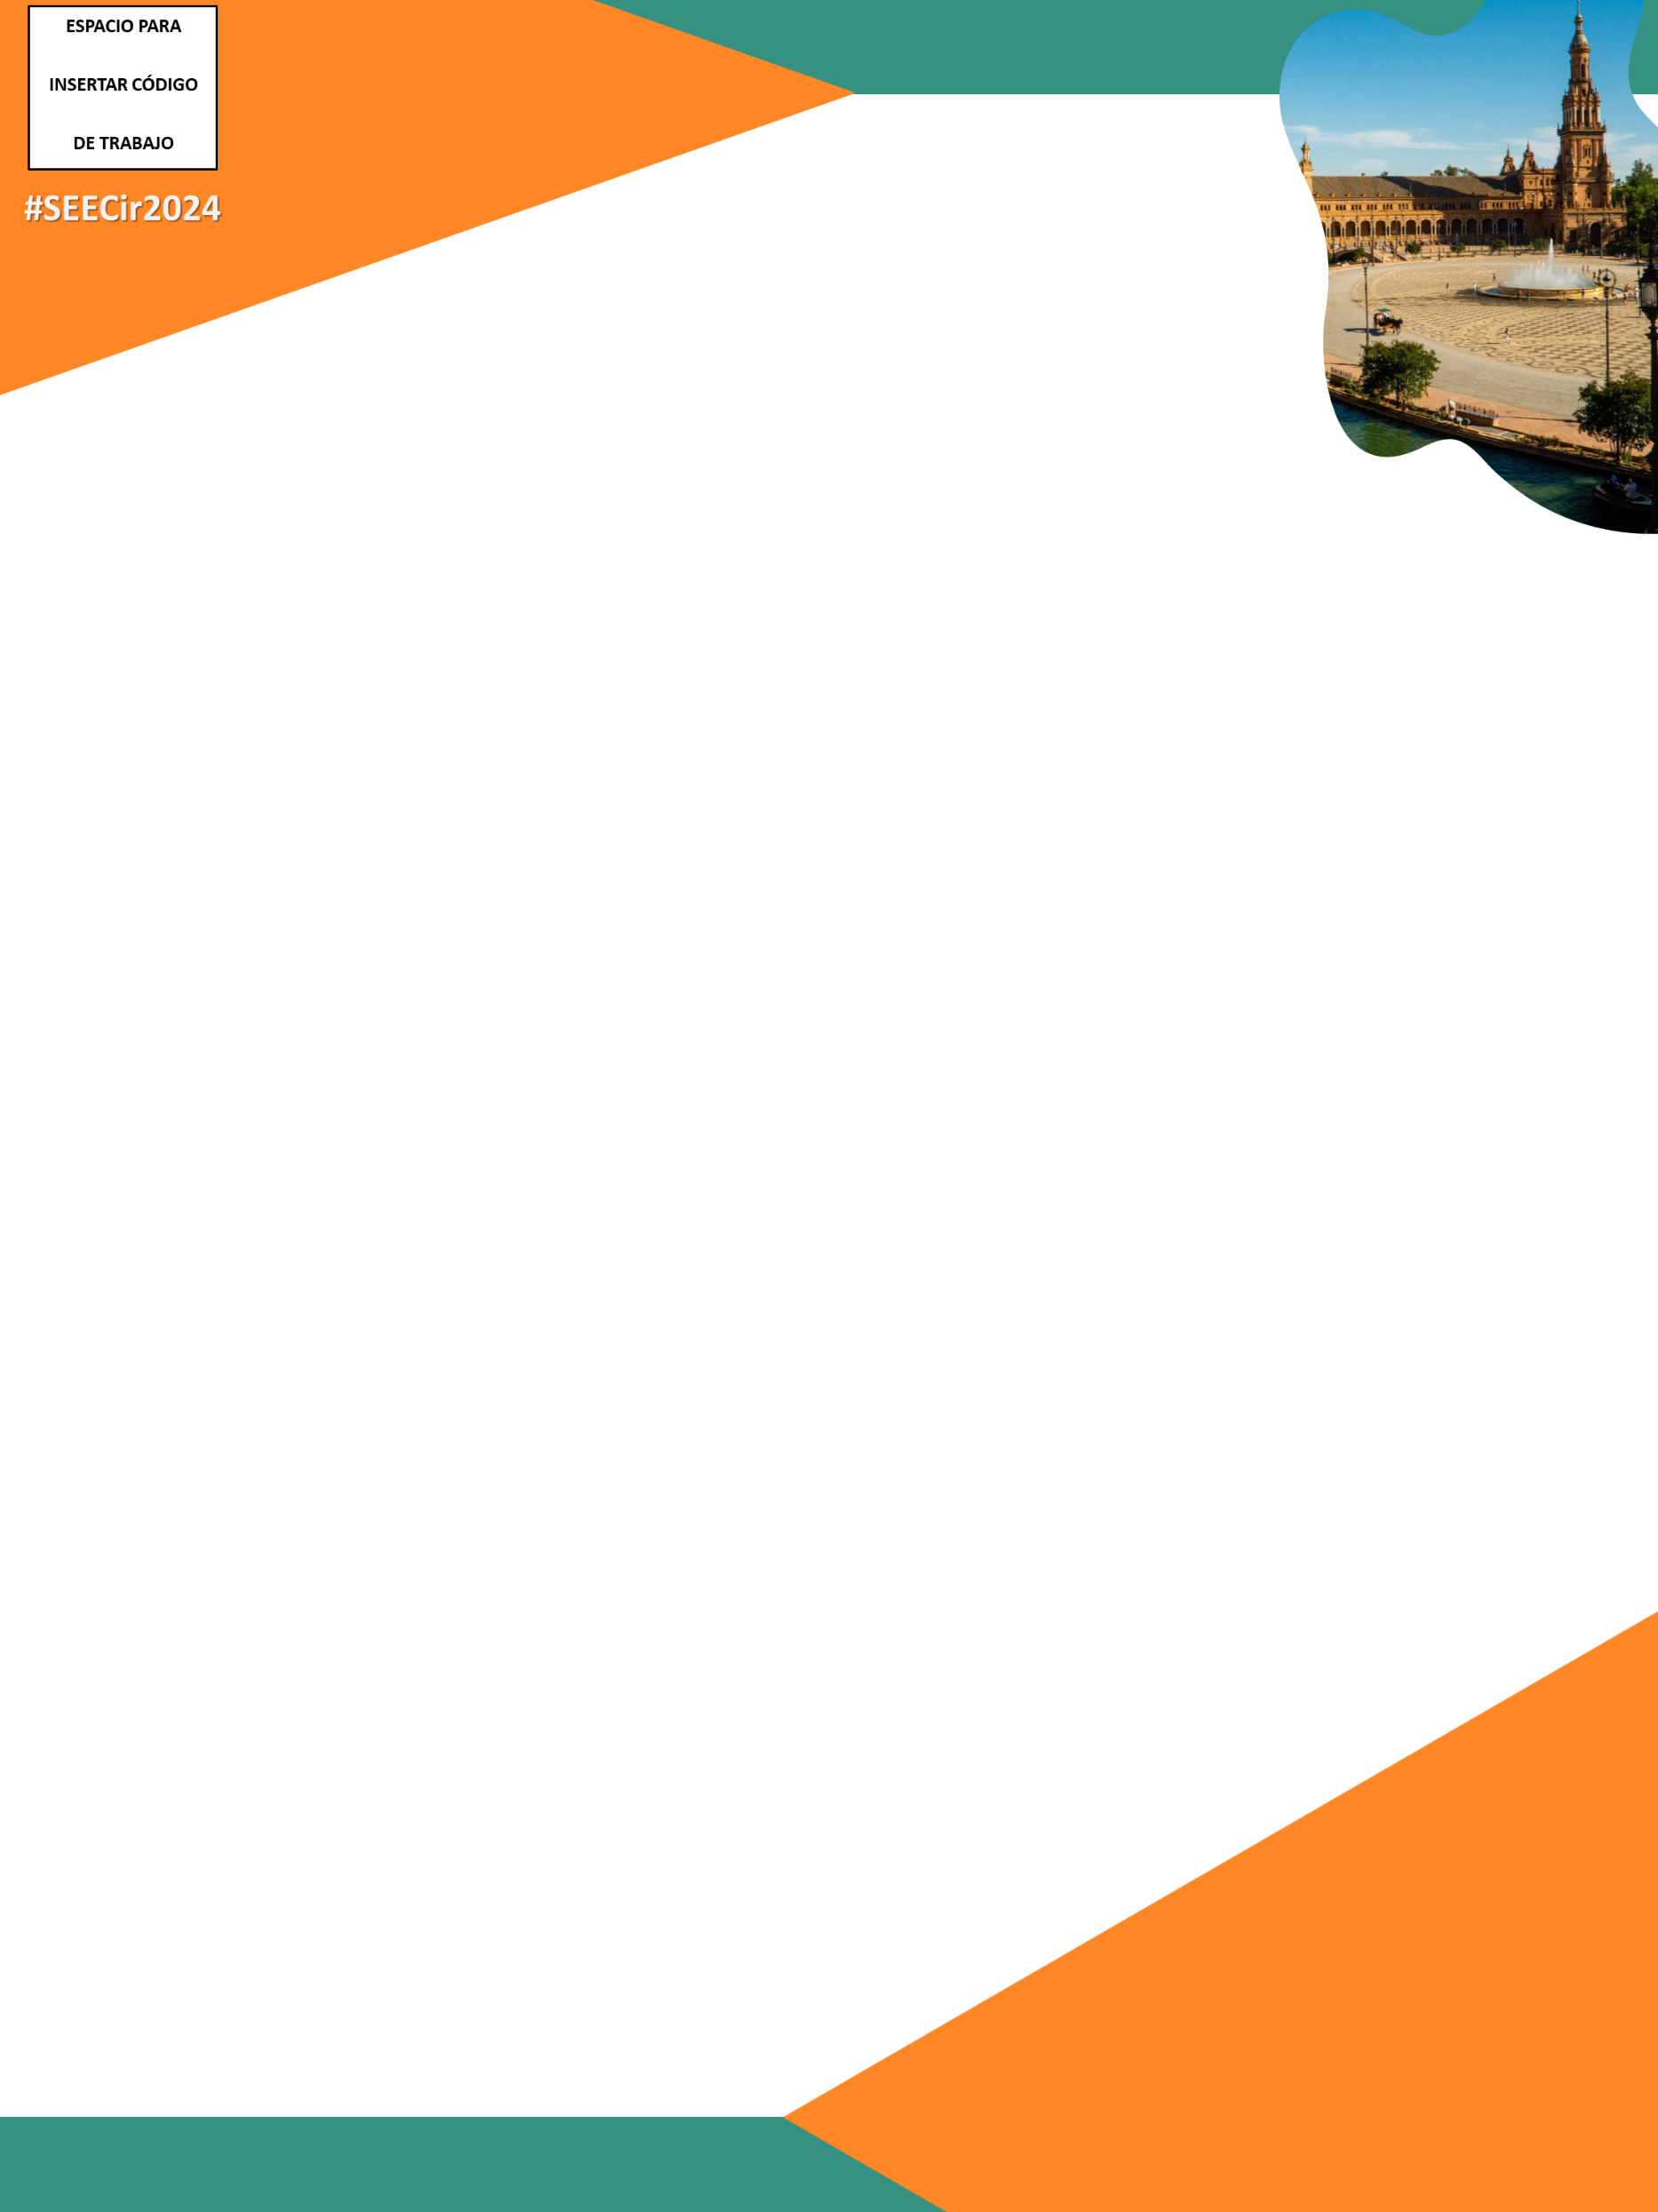 ESPACIO PARA
INSERTAR CÓDIGO
DE TRABAJO
#SEECir2024